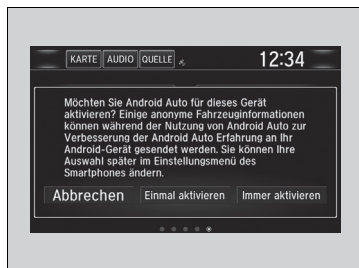 KARTE AUDIO QUELLE 12:34
Möchten Sie Android Auto für dieses Gerät
aktivieren? Einige anonyme Fahrzeuginformationen
können während der Nutzung von Android Auto zur
Verbesserung der Android Auto Erfahrung an Ihr
Android-Gerät gesendet werden. Sie können Ihre
Auswahl später im Einstellungsmenü des
Smartphones ändern.
Abbrechen Einmal aktivieren Immer aktivieren